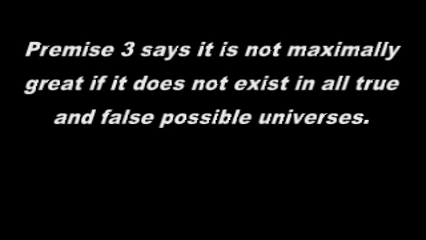 Premise 3 says it is not maximally
great if it does not exist in all true
and false possible universes.